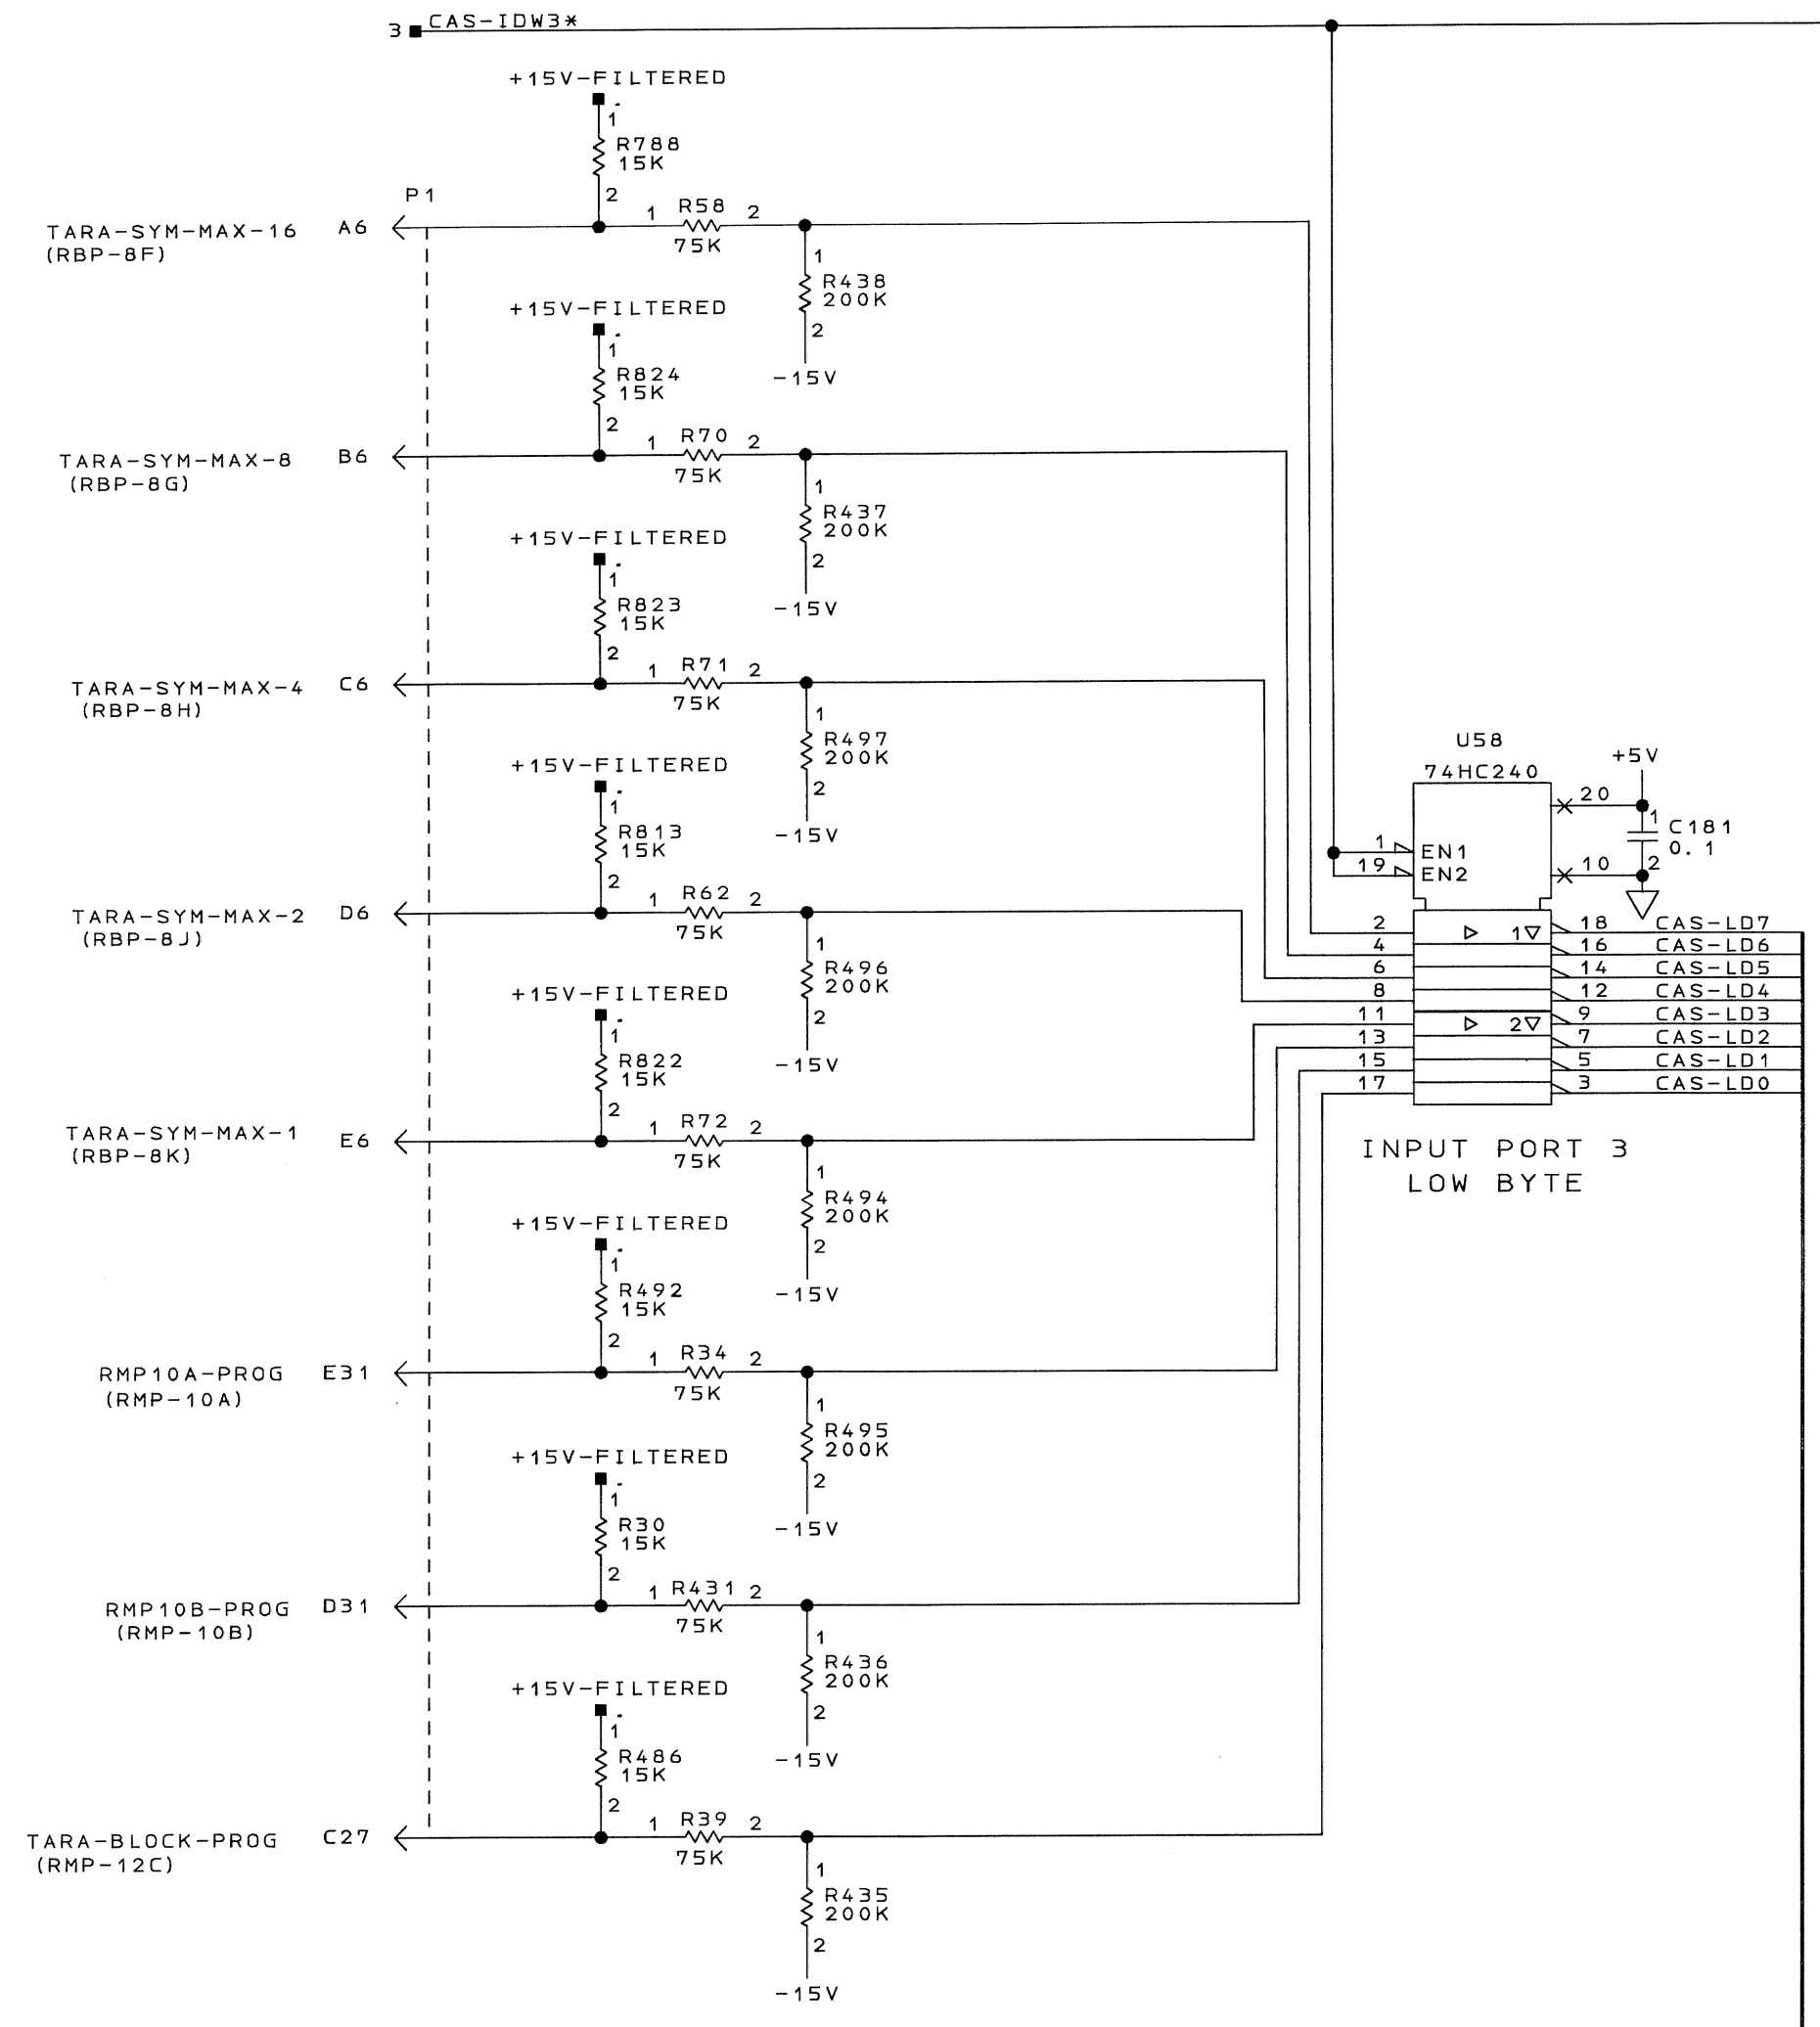 3 CAS-IDW3*
+15V-FILTERED
1
R788
15K
2
P1
TARA-SYM-MAX-16 A6
(RBP-8F)
1 R58 2
75K
1
R438
200K
2
-15V
+15V-FILTERED
1
R824
15K
2
TARA-SYM-MAX-8 B6
(RBP-8G)
1 R70 2
75K
1
R437
200K
2
-15V
+15V-FILTERED
1
R823
15K
2
TARA-SYM-MAX-4 C6
(RBP-8H)
1 R71 2
75K
1
R497
200K
2
-15V
+15V-FILTERED
1
R813
15K
2
TARA-SYM-MAX-2 D6
(RBP-8J)
1 R62 2
75K
1
R496
200K
2
-15V
+15V-FILTERED
1
R822
15K
2
TARA-SYM-MAX-1 E6
(RBP-8K)
1 R72 2
75K
1
R494
200K
2
-15V
+15V-FILTERED
1
R492
15K
2
RMP10A-PROG E31
(RMP-10A)
1 R34 2
75K
1
R495
200K
2
-15V
+15V-FILTERED
1
R30
15K
2
RMP10B-PROG D31
(RMP-10B)
1 R431 2
75K
1
R436
200K
2
-15V
+15V-FILTERED
1
R486
15K
2
TARA-BLOCK-PROG C27
(RMP-12C)
1 R39 2
75K
1
R435
200K
2
-15V
U58
74HC240
+5V
20
1
C181
0.1
2
10
1 EN1
19 EN2
2 1 18 CAS-LD7
4 16 CAS-LD6
6 14 CAS-LD5
8 12 CAS-LD4
11 2 9 CAS-LD3
13 7 CAS-LD2
15 5 CAS-LD1
17 3 CAS-LD0
INPUT PORT 3
LOW BYTE